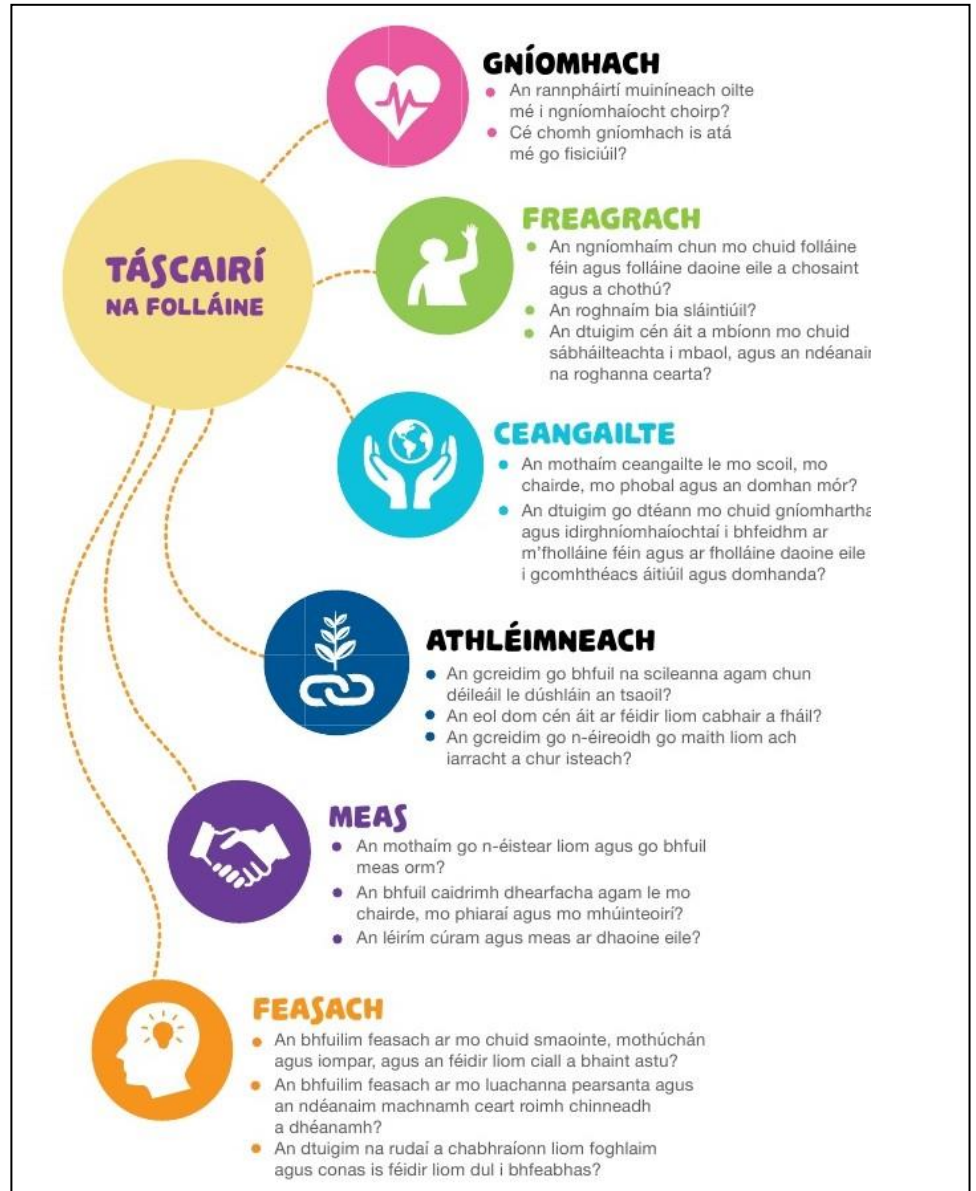 GNÍOMHACH
An rannpháirtí muiníneach oilte
mé i ngníomhaíocht choirp?
Cé chomh gníomhach is atá
mé go fisiciúil?
TÁSCAIRÍ
NA FOLLÁINE
FREAGRACH
An ngníomhaím chun mo chuid folláine
féin agus folláine daoine eile a chosaint
agus a chothú?
An roghnaím bia sláintiúil?
An dtuigim cén áit a mbíonn mo chuid
sábháilteachta i mbaol, agus an
na roghanna cearta?
CEANGAILTE
An mothaím ceangailte le mo scoil, mo
chairde, mo phobal agus an domhan mór?
An dtuigim go dtéann mo chuid gníomhartha
agus idirghníomhaíochtaí i bhfeidhm ar
m'fholláine féin agus ar fholláine daoine eile
i gcomhthéacs áitiúil agus domhanda?
ATHLÉIMNEACH
An gcreidim go bhfuil na scileanna agam chun
déileáil le dúshláin an tsaoil?
An eol dom cén áit ar féidir liom cabhair a fháil?
An gcreidim go n-éireoidh go maith liom ach
iarracht a chur isteach?
MEAS
An mothaím go n-éistear liom agus go bhfuil
meas orm?
An bhfuil caidrimh dhearfacha agam le mo
chairde, mo phiaraí agus mo mhúinteoirí?
An léirím cúram agus meas ar dhaoine eile?
FEASACH
An bhfuilim feasach ar mo chuid smaointe, mothúchán
agus iompar, agus an féidir liom ciall a bhaint astu?
An bhfuilim feasach ar mo luachanna pearsanta agus
an ndéanaim machnamh ceart roimh chinneadh
a dhéanamh?
An dtuigim na rudaí a chabhraíonn liom foghlaim
agus conas is féidir liom dul i bhfeabhas?